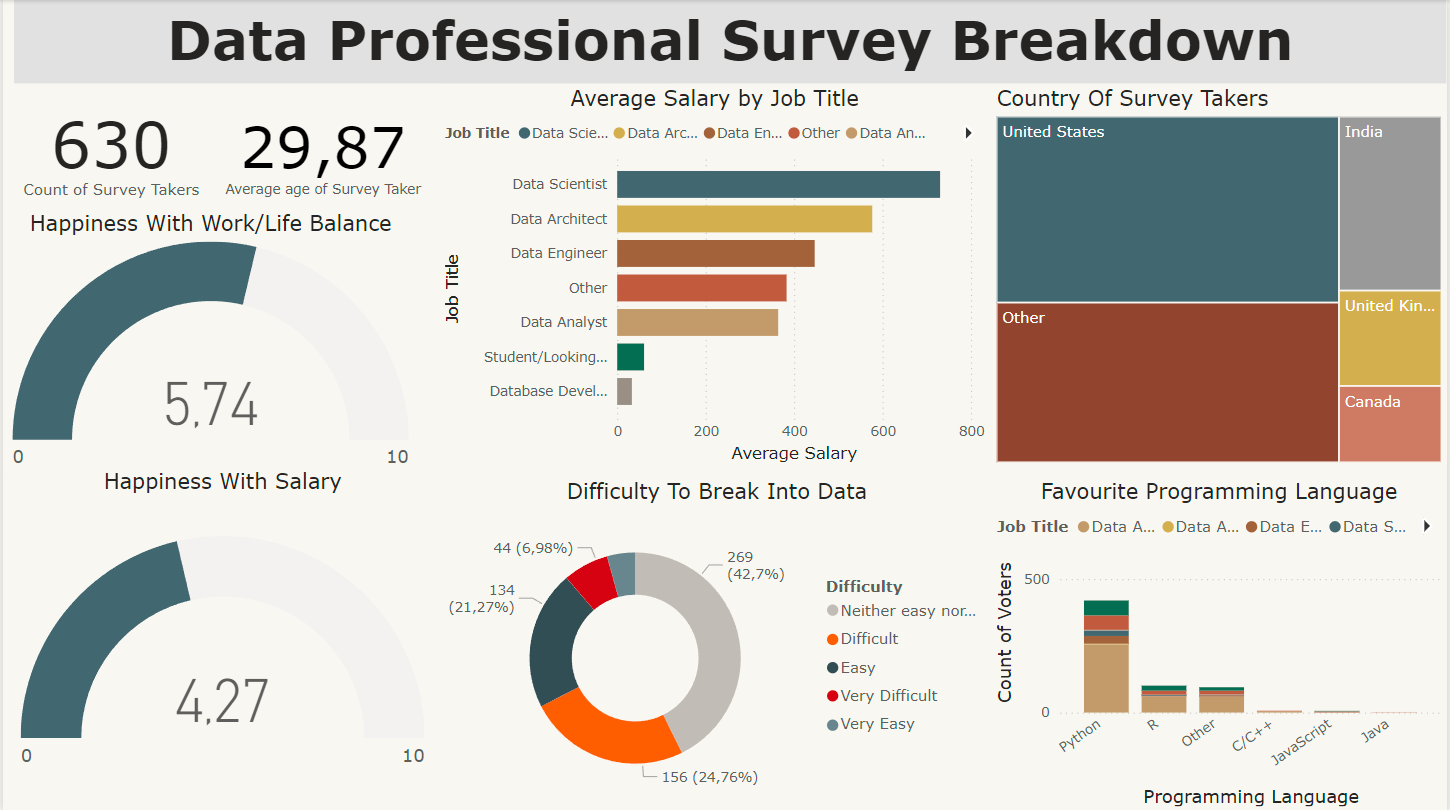 Data Professional Survey Breakdown
630
Count of Survey Takers
29,87
Average age of Survey Taker
Happiness With Work/Life Balance
5,74
0
10
Happiness With Salary
4,27
0
10
Average Salary by Job Title
Job Title Data Scie... Data Arc... Data En... Other Data An...
Job Title
Data Scientist
Data Architect
Data Engineer
Other
Data Analyst
Student/Looking...
Database Devel...
0 200 400 600 800
Average Salary
Country Of Survey Takers
United States
Other
India
United Kin...
Canada
Difficulty To Break Into Data
44 (6,98%)
269
(42,7%)
134
(21,27%)
156 (24,76%)
Difficulty
Neither easy nor...
Difficult
Easy
Very Difficult
Very Easy
Favourite Programming Language
Job Title Data A... Data A... Data E... Data S...
Count of Voters
500
0
Python
R
Other
C/C++
JavaScript
Java
Programming Language